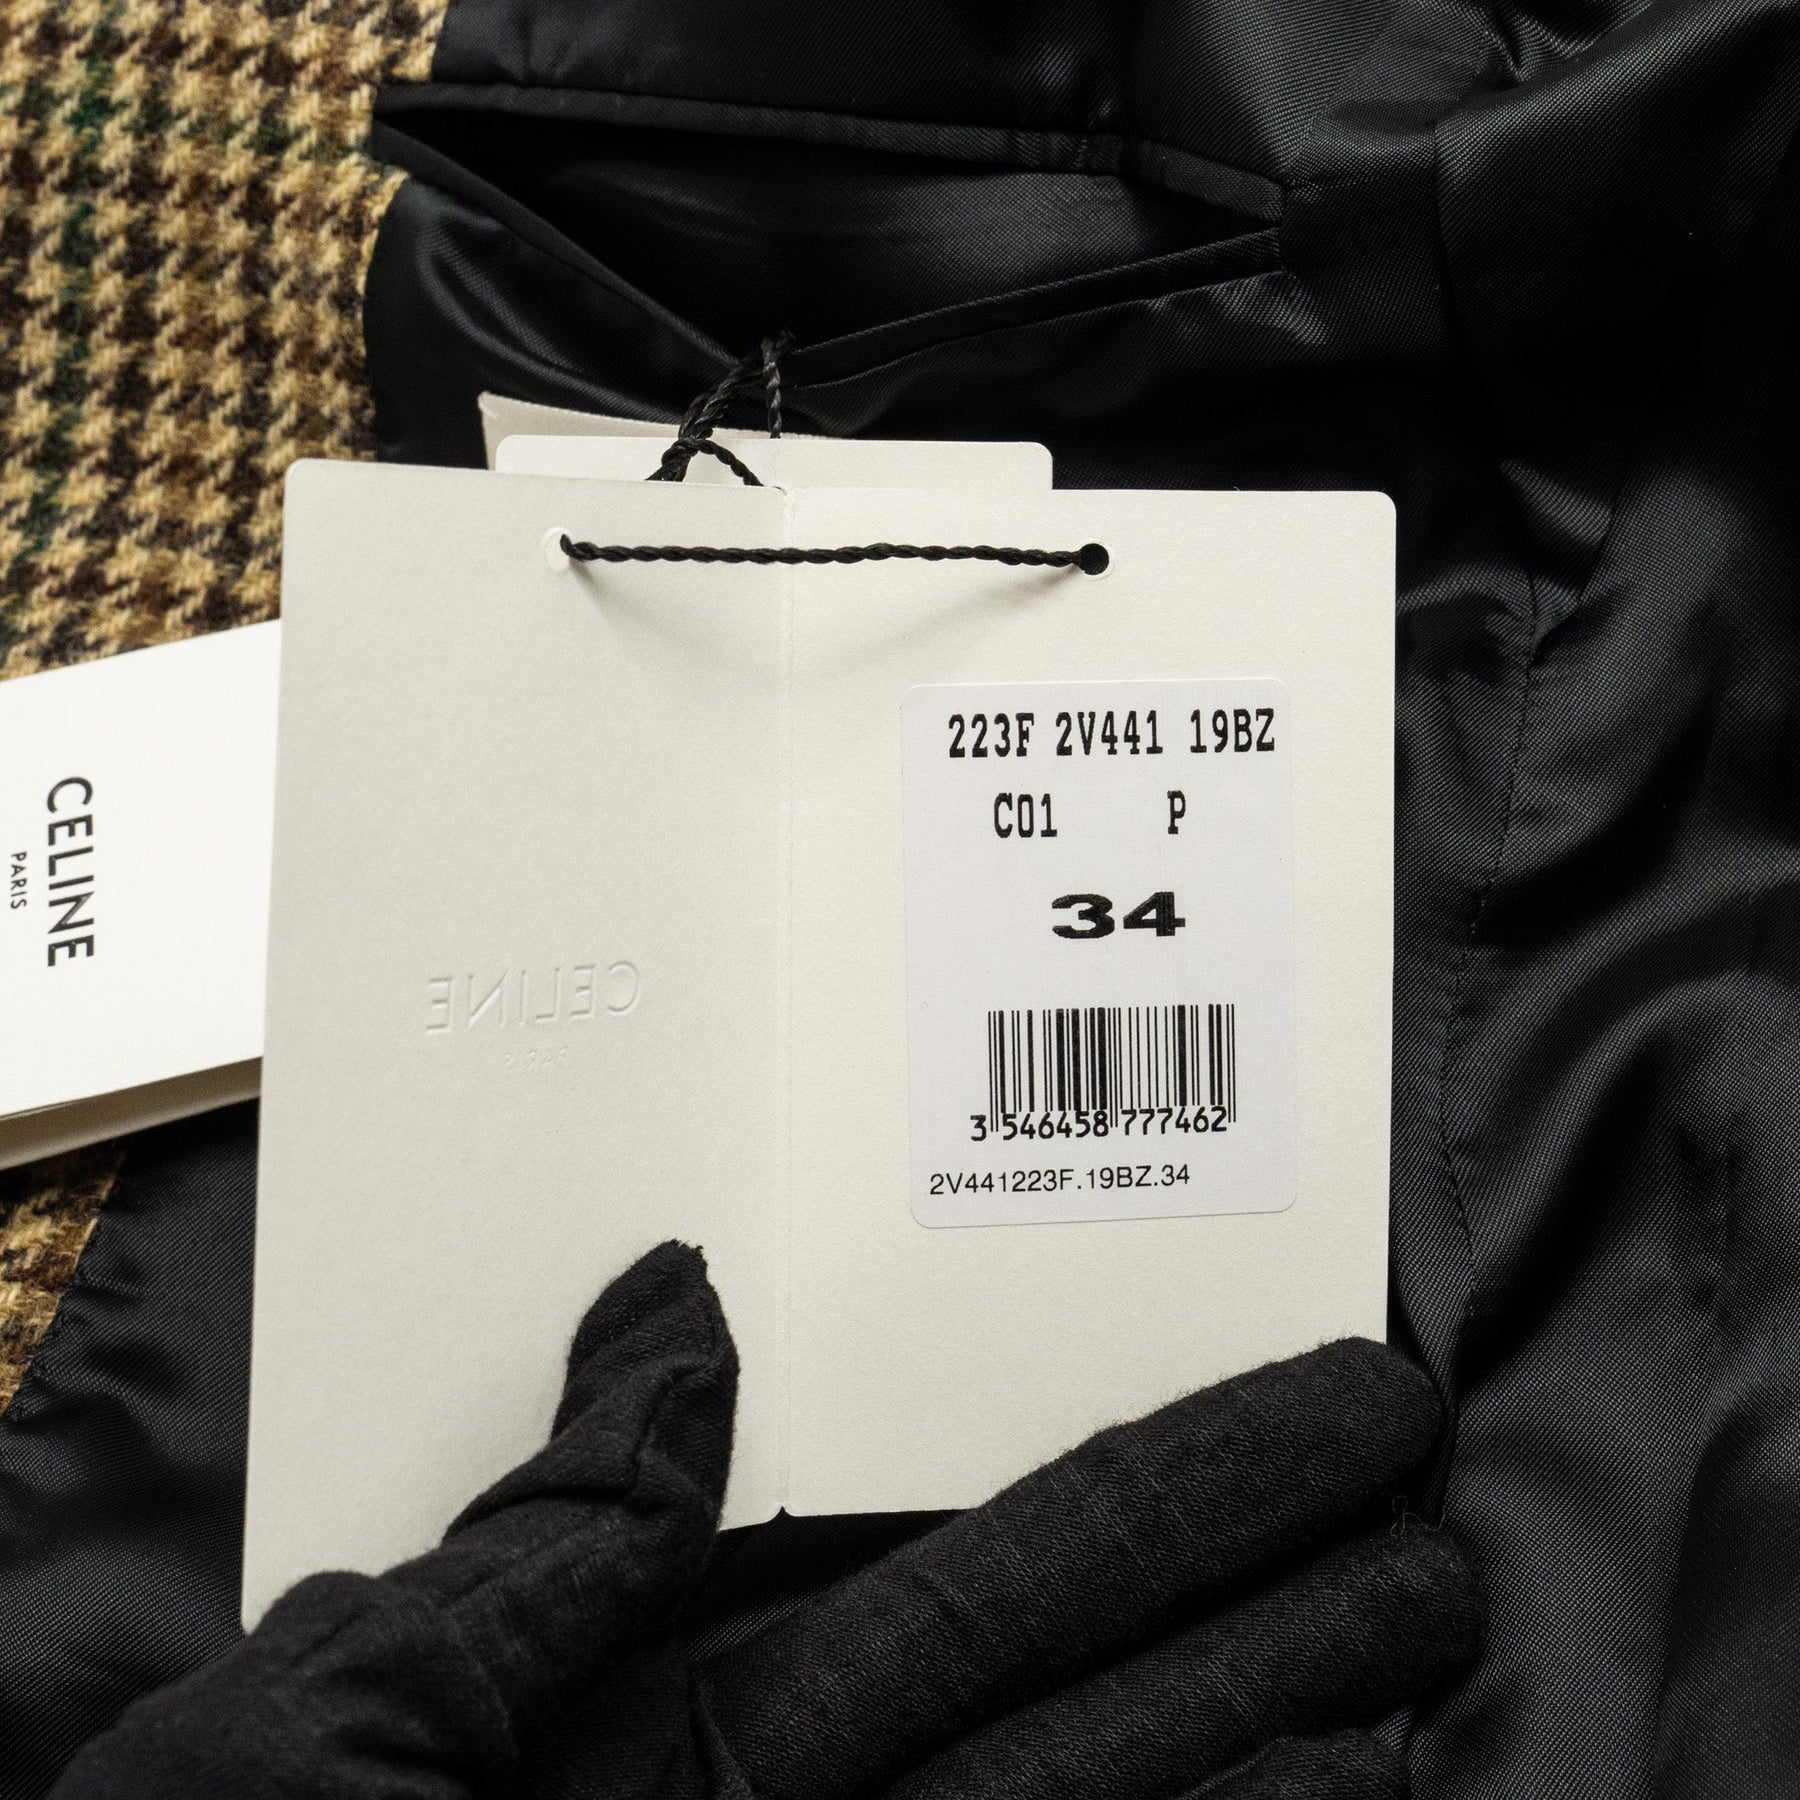 CELINE
PARIS
CELINE
PARIS
223F 2V441 19BZ
C01 P
34
3 546458 777462
2V441223F.19BZ.34